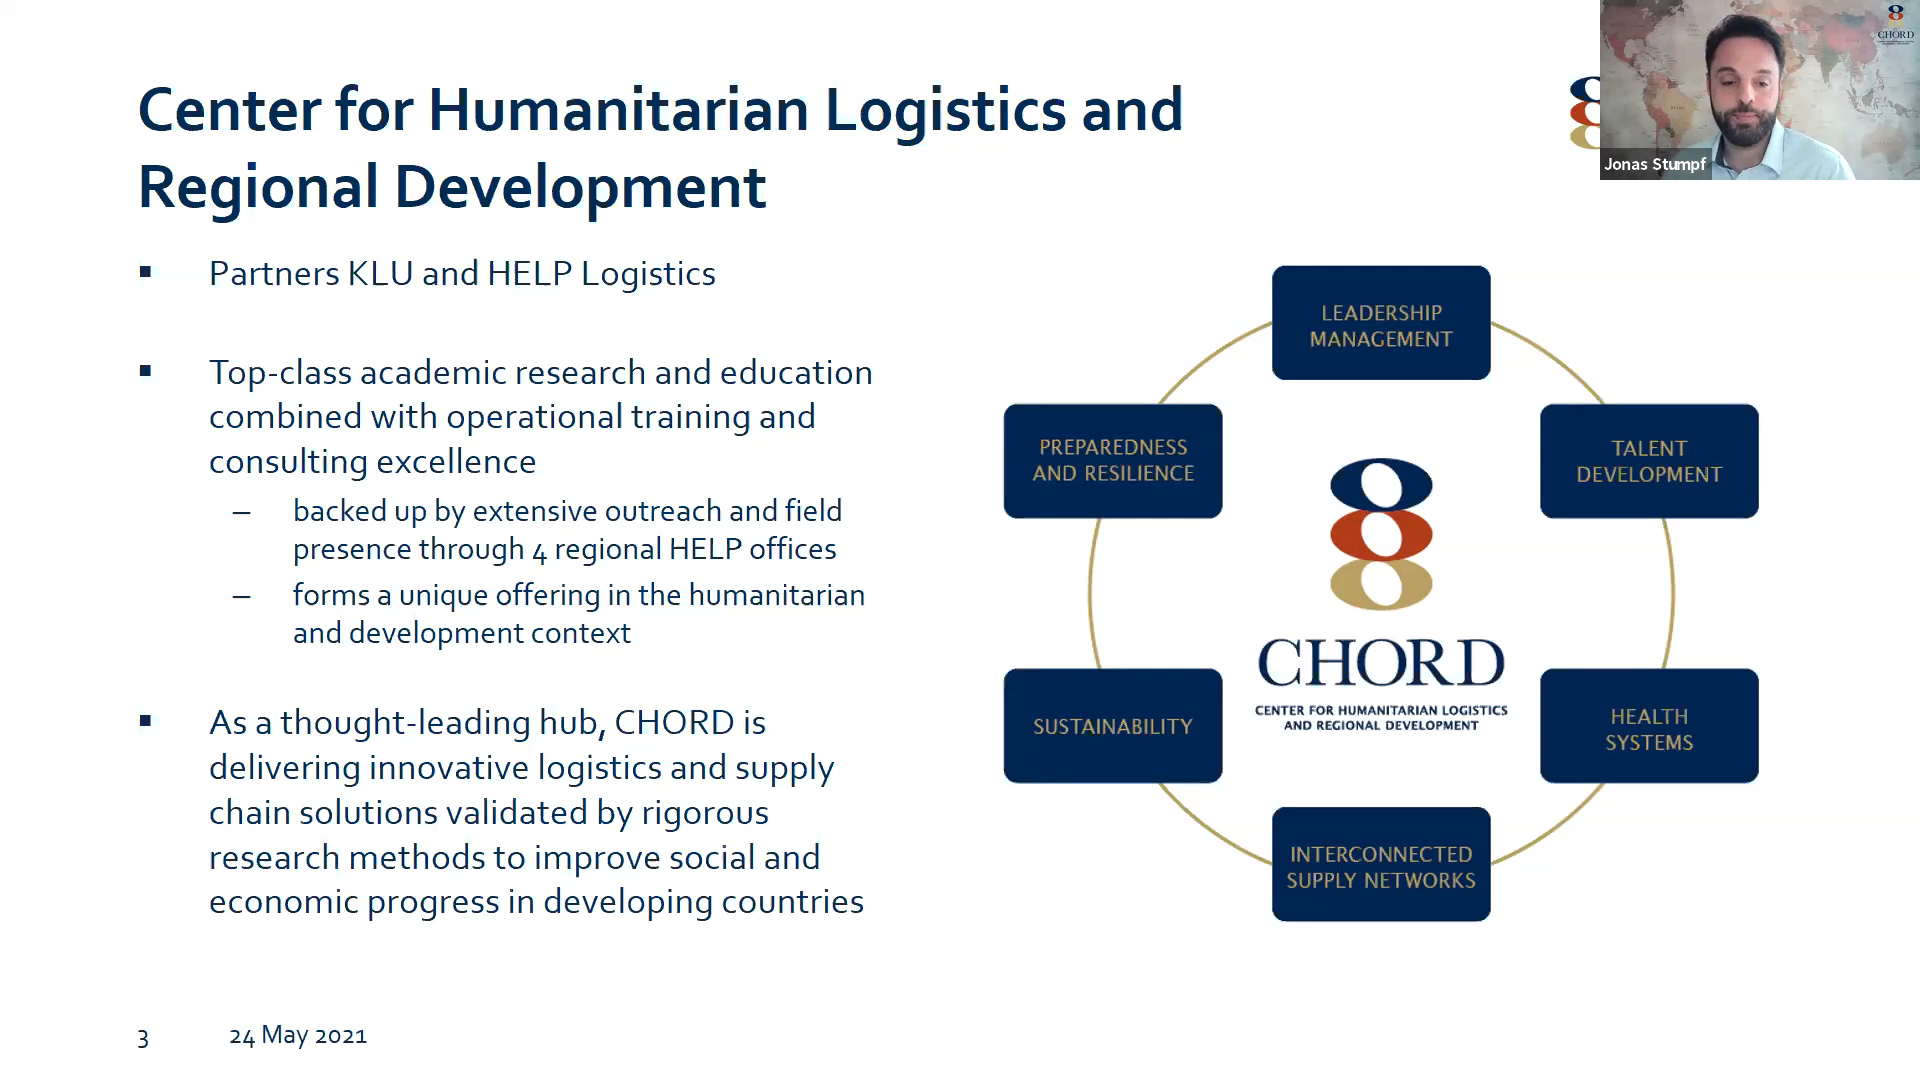 Center for Humanitarian Logistics and
Regional Development
CHORD
Jonas Stumpf
▪ Partners KLU and HELP Logistics
▪ Top-class academic research and education
combined with operational training and
consulting excellence
– backed up by extensive outreach and field
presence through 4 regional HELP offices
– forms a unique offering in the humanitarian
and development context
▪ As a thought-leading hub, CHORD is
delivering innovative logistics and supply
chain solutions validated by rigorous
research methods to improve social and
economic progress in developing countries
LEADERSHIP
MANAGEMENT
PREPAREDNESS
AND RESILIENCE
TALENT
DEVELOPMENT
CHORD
CENTER FOR HUMANITARIAN LOGISTICS
AND REGIONAL DEVELOPMENT
SUSTAINABILITY
HEALTH
SYSTEMS
INTERCONNECTED
SUPPLY NETWORKS
3
24 May 2021